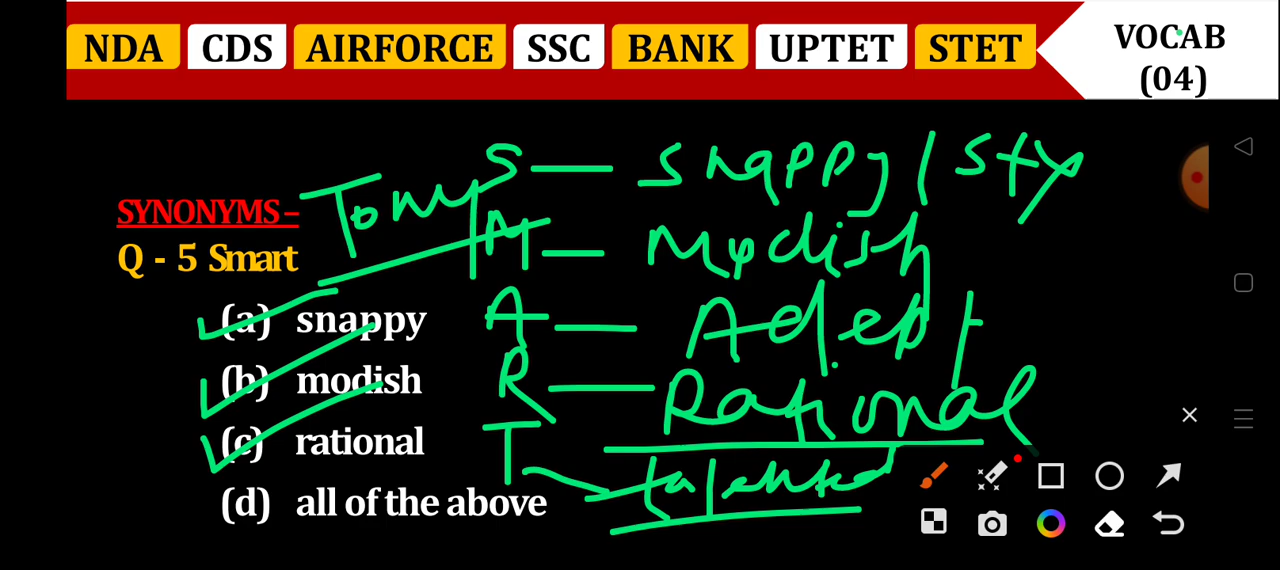 NDA CDS AIRFORCE SSC BANK UPTET STET
VOCAB
(04)
SYNONYMS –
Q - 5 Smart
(a) snappy
(b) modish
(c) rational
(d) all of the above
Tony
S — Snappy / Sty
M — Modish
A — Adept
R — Rational
T — talented